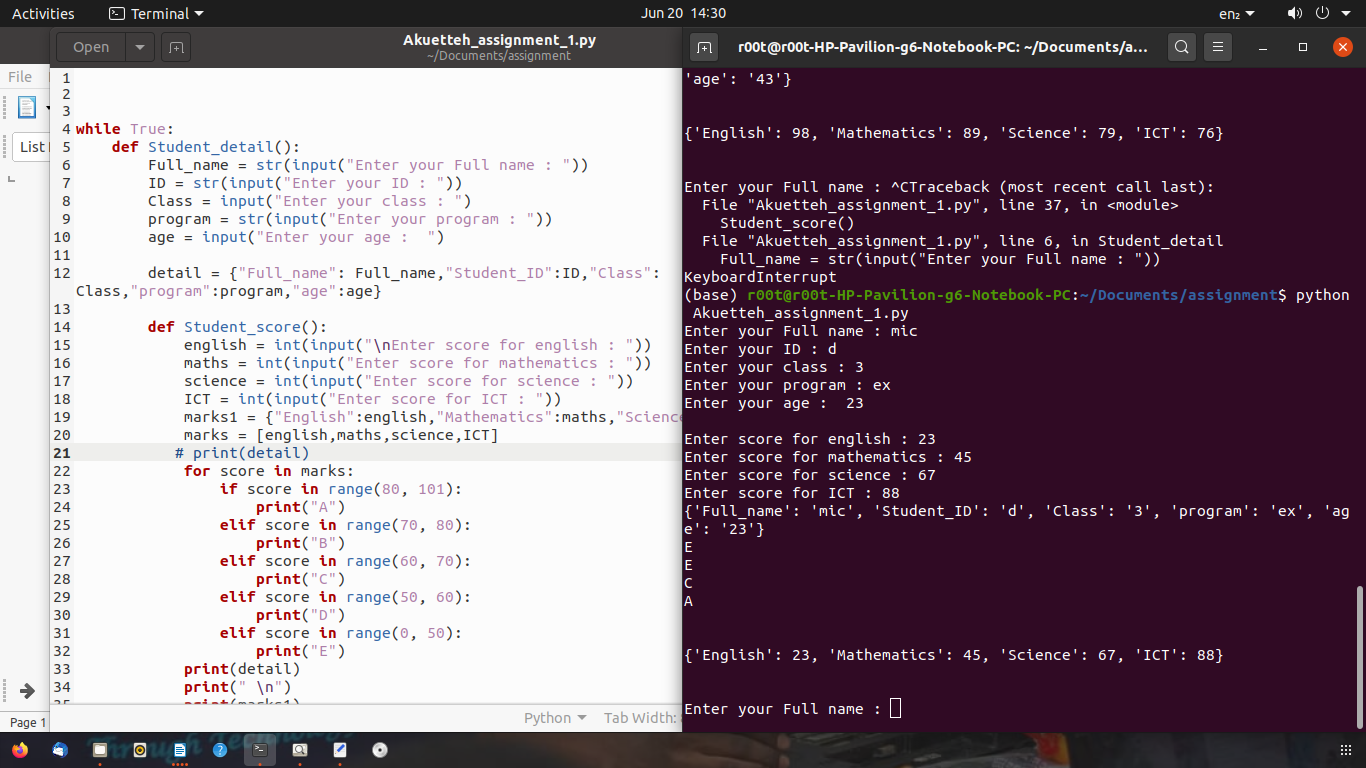 Activities
Terminal
Jun 20 14:30
en₂
Open
Akuetteh_assignment_1.py
~/Documents/assignment
r00t@r00t-HP-Pavilion-g6-Notebook-PC: ~/Documents/a...
File
List
Page 1
1
2
3
4 while True:
5     def Student_detail():
6         Full_name = str(input("Enter your Full name : "))
7         ID = str(input("Enter your ID : "))
8         Class = input("Enter your class : ")
9         program = str(input("Enter your program : "))
10         age = input("Enter your age :  ")
11
12         detail = {"Full_name": Full_name,"Student_ID":ID,"Class":
Class,"program":program,"age":age}
13
14         def Student_score():
15             english = int(input("\nEnter score for english : "))
16             maths = int(input("Enter score for mathematics : "))
17             science = int(input("Enter score for science : "))
18             ICT = int(input("Enter score for ICT : "))
19             marks1 = {"English":english,"Mathematics":maths,"Science
20             marks = [english,maths,science,ICT]
21            # print(detail)
22             for score in marks:
23                 if score in range(80, 101):
24                     print("A")
25                 elif score in range(70, 80):
26                     print("B")
27                 elif score in range(60, 70):
28                     print("C")
29                 elif score in range(50, 60):
30                     print("D")
31                 elif score in range(0, 50):
32                     print("E")
33             print(detail)
34             print(" \n")
35             print(marks1)
Python
Tab Width:
'age': '43'}
{'English': 98, 'Mathematics': 89, 'Science': 79, 'ICT': 76}
Enter your Full name : ^CTraceback (most recent call last):
  File "Akuetteh_assignment_1.py", line 37, in <module>
    Student_score()
  File "Akuetteh_assignment_1.py", line 6, in Student_detail
    Full_name = str(input("Enter your Full name : "))
KeyboardInterrupt
(base) r00t@r00t-HP-Pavilion-g6-Notebook-PC:~/Documents/assignment$ python
 Akuetteh_assignment_1.py
Enter your Full name : mic
Enter your ID : d
Enter your class : 3
Enter your program : ex
Enter your age :  23
Enter score for english : 23
Enter score for mathematics : 45
Enter score for science : 67
Enter score for ICT : 88
{'Full_name': 'mic', 'Student_ID': 'd', 'Class': '3', 'program': 'ex', 'ag
e': '23'}
E
E
C
A
{'English': 23, 'Mathematics': 45, 'Science': 67, 'ICT': 88}
Enter your Full name :
Through